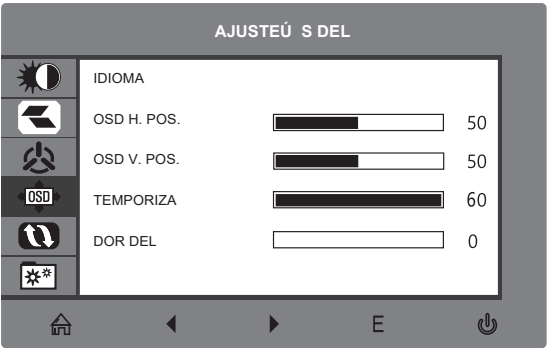 AJUSTEÚ S DEL
IDIOMA
OSD H. POS. 50
OSD V. POS. 50
OSD
TEMPORIZA 60
DOR DEL 0
E